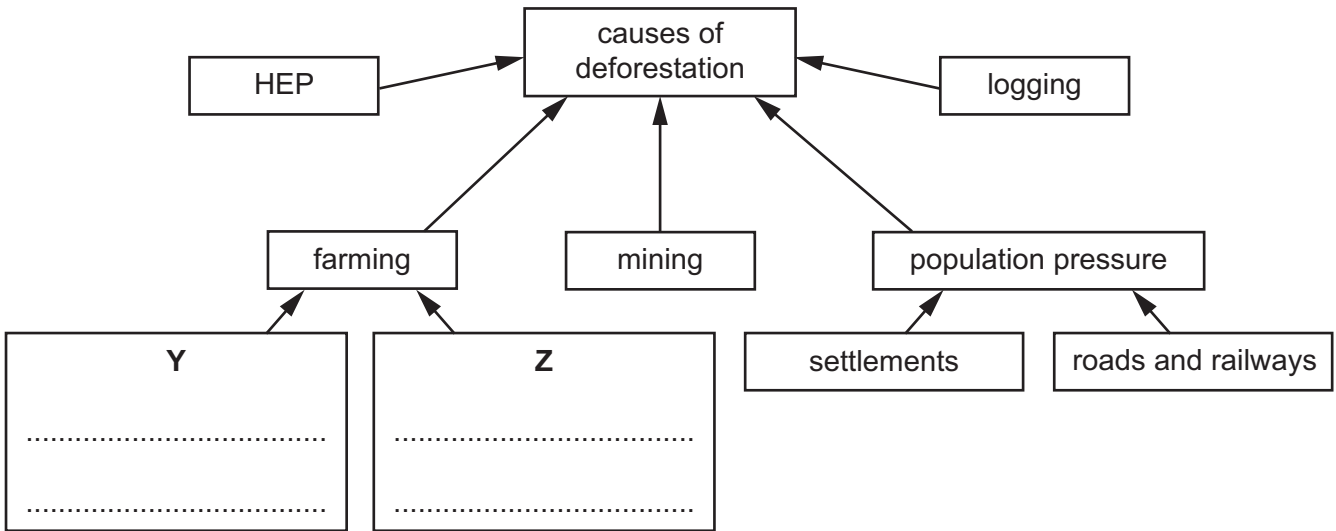 causes of
deforestation
HEP
logging
farming
mining
population pressure
Y
Z
settlements
roads and railways
....................................
....................................
....................................
....................................